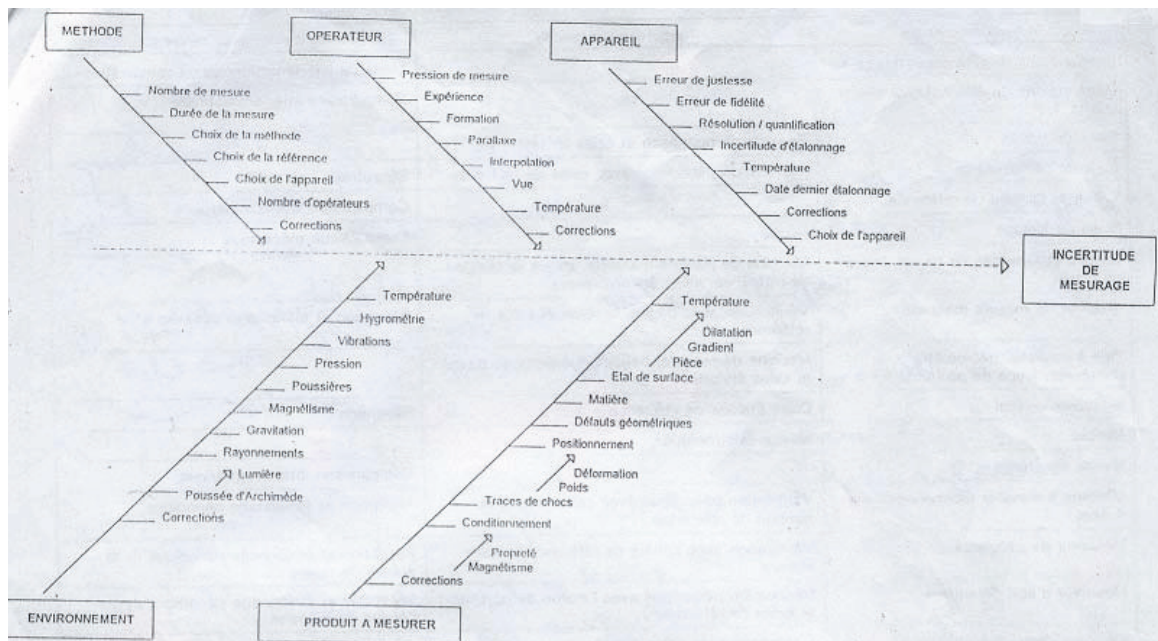 METHODE
OPERATEUR
APPAREIL
Nombre de mesure
Durée de la mesure
Choix de la méthode
Choix de la référence
Choix de l'appareil
Nombre d'opérateurs
Corrections
Pression de mesure
Expérience
Formation
Parallaxe
Interpolation
Vue
Température
Corrections
Erreur de justesse
Erreur de fidélité
Résolution / quantification
Incertitude d'étalonnage
Température
Date dernier étalonnage
Corrections
Choix de l'appareil
INCERTITUDE
DE
MESURAGE
Température
Hygrométrie
Vibrations
Pression
Poussières
Magnétisme
Gravitation
Rayonnements
Lumière
Poussée d'Archimède
Corrections
Température
Dilatation
Gradient
Pièce
Etat de surface
Matière
Défauts géométriques
Positionnement
Déformation
Poids
Traces de chocs
Conditionnement
Propreté
Magnétisme
Corrections
ENVIRONNEMENT
PRODUIT A MESURER